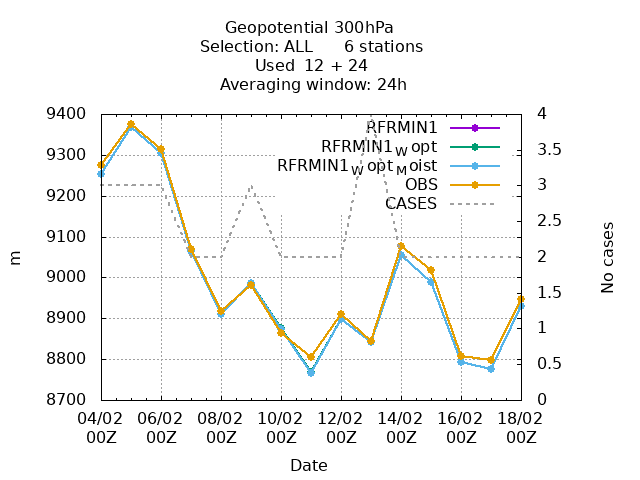 Geopotential 300hPa
Selection: ALL      6 stations
Used  12 + 24
Averaging window: 24h
RFRMIN1
RFRMIN1W opt
RFRMIN1W opt Moist
OBS
CASES
9400
9300
9200
9100
9000
8900
8800
8700
m
4
3.5
3
2.5
2
1.5
1
0.5
0
No cases
04/02 06/02 08/02 10/02 12/02 14/02 16/02 18/02
00Z 00Z 00Z 00Z 00Z 00Z 00Z 00Z
Date